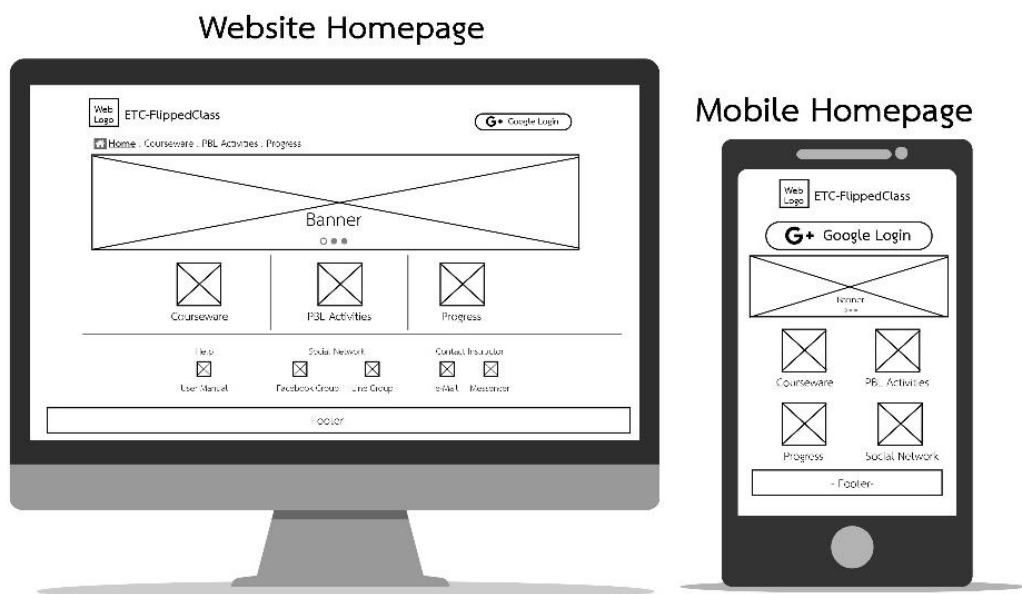 Website Homepage
Web
Logo
ETC-FlippedClass
G+ Google Login
Home : Courseware : PBL Activities : Progress
Banner
Courseware
PBL Activities
Progress
Help
Social Network
Contact Instructor
User Manual
Facebook Group
Line Group
e-Mail
Messenger
Footer
Mobile Homepage
Web
Logo
ETC-FlippedClass
G+ Google Login
Banner
Courseware
PBL Activities
Progress
Social Network
- Footer-